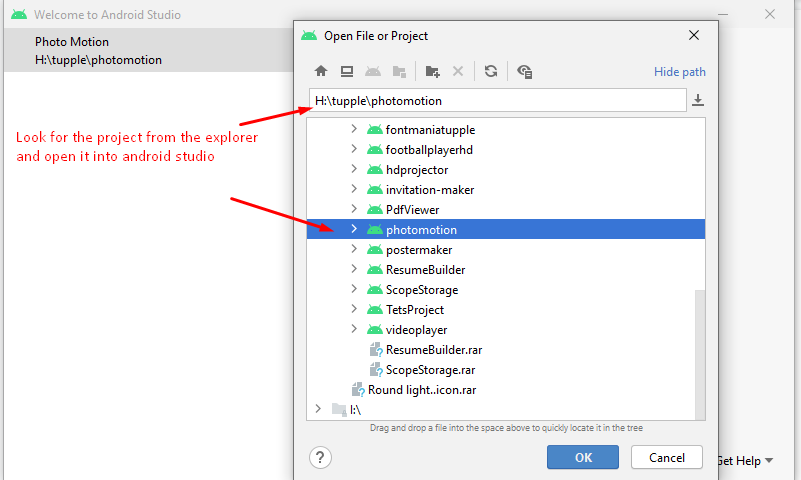 Welcome to Android Studio
Photo Motion
H:\tupple\photomotion
Look for the project from the explorer
and open it into android studio
Open File or Project
Hide path
H:\tupple\photomotion
fontmaniatupple
footballplayerhd
hdprojector
invitation-maker
PdfViewer
photomotion
postermaker
ResumeBuilder
ScopeStorage
TetsProject
videoplayer
ResumeBuilder.rar
ScopeStorage.rar
Round light..icon.rar
I:\
Drag and drop a file into the space above to quickly locate it in the tree
?
OK
Cancel
Get Help